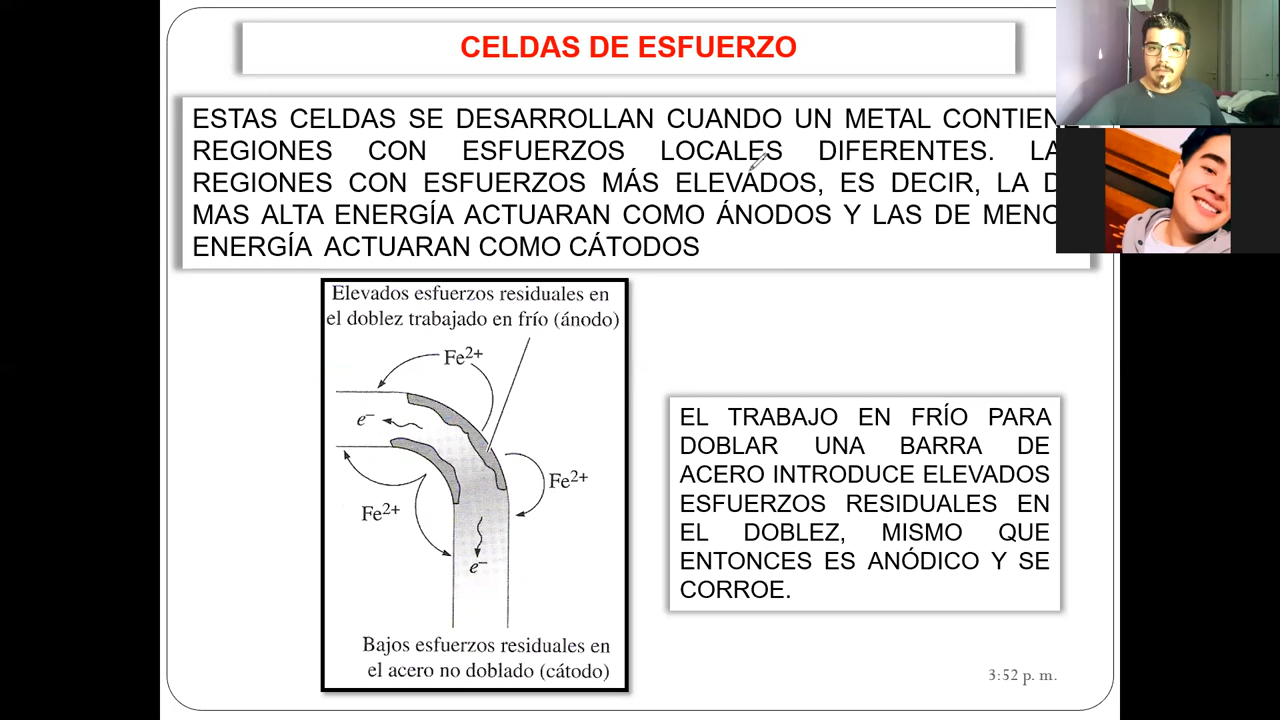 CELDAS DE ESFUERZO
ESTAS CELDAS SE DESARROLLAN CUANDO UN METAL CONTIENE
REGIONES CON ESFUERZOS LOCALES DIFERENTES.
REGIONES CON ESFUERZOS MÁS ELEVADOS, ES DECIR, LA
MAS ALTA ENERGÍA ACTUARAN COMO ÁNODOS Y LAS DE
ENERGÍA ACTUARAN COMO CÁTODOS
Elevados esfuerzos residuales en
el doblez trabajado en frío (ánodo)
Fe2+
e–
Fe2+
Fe2+
e–
Bajos esfuerzos residuales en
el acero no doblado (cátodo)
EL TRABAJO EN FRÍO PARA
DOBLAR UNA BARRA DE
ACERO INTRODUCE ELEVADOS
ESFUERZOS RESIDUALES EN
EL DOBLEZ, MISMO QUE
ENTONCES ES ANÓDICO Y SE
CORROE.
3:52 p. m.